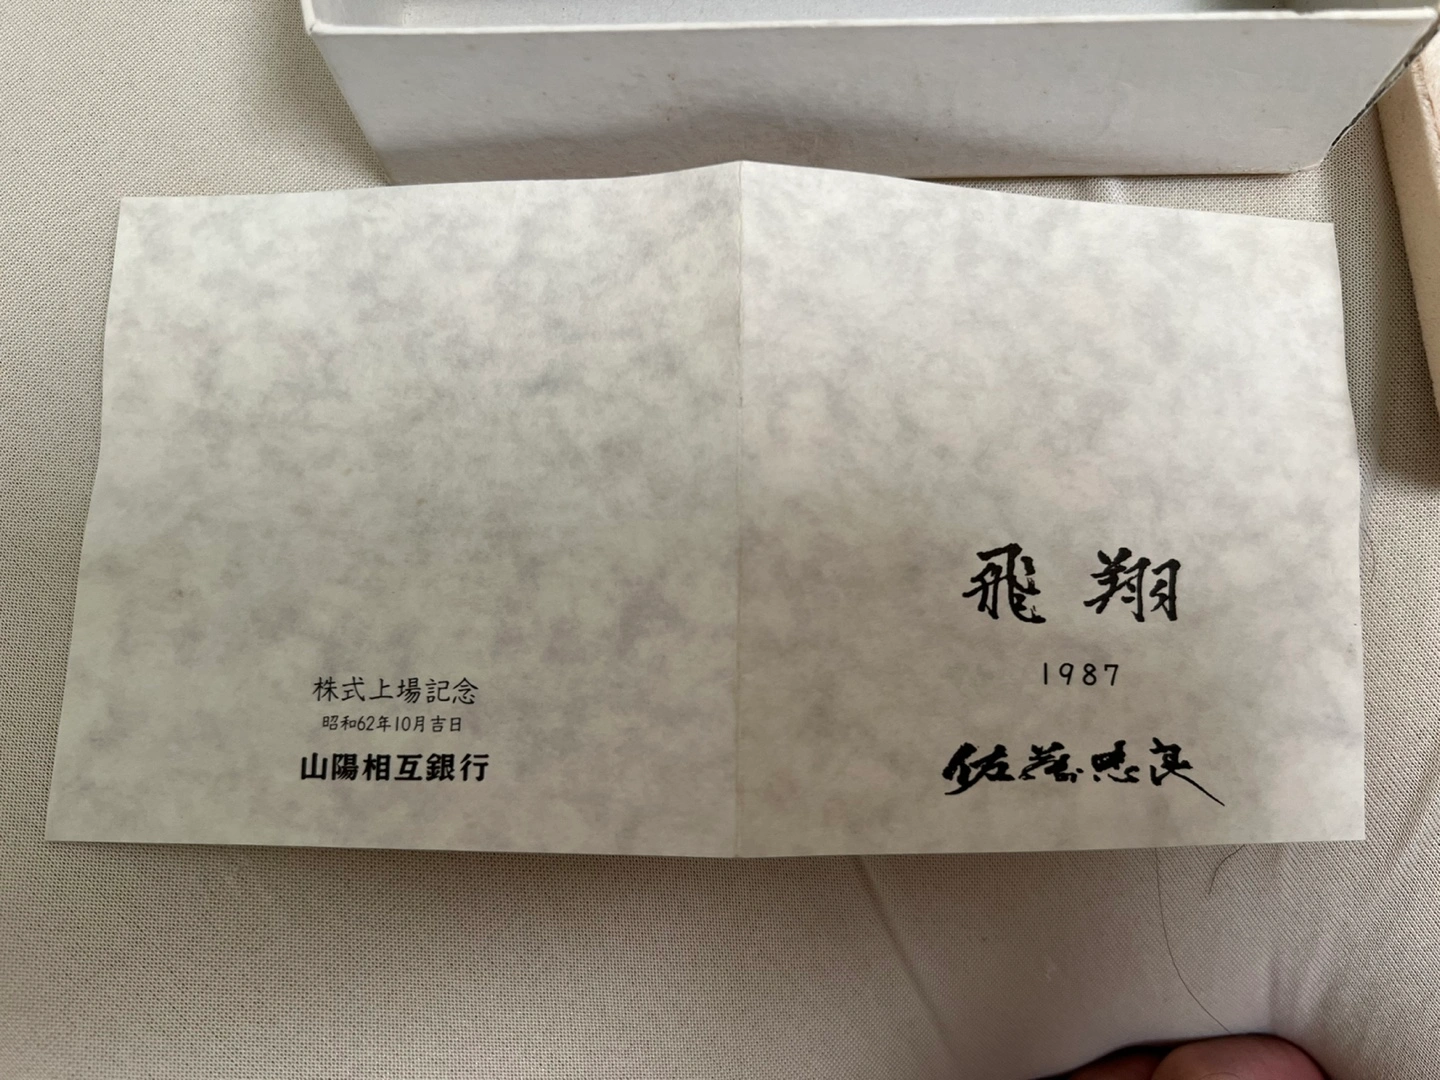 株式上場記念
昭和62年10月吉日
山陽相互銀行
飛翔
1987
佐藤忠良